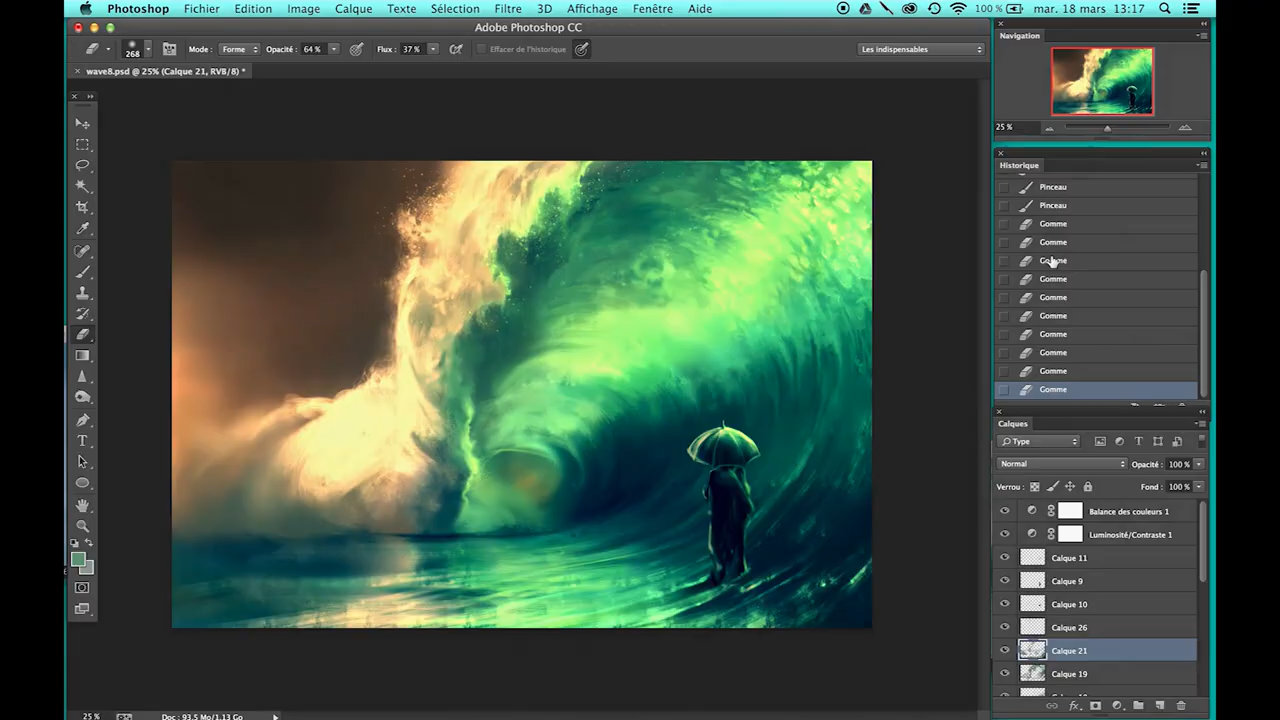 Photoshop Fichier Edition Image Calque Texte Sélection Filtre 3D Affichage Fenêtre Aide 100 % mar. 18 mars 13:17
Adobe Photoshop CC
268 Mode : Forme Opacité : 64 % Flux : 37 % Effacer de l'historique Les indispensables
wave8.psd @ 25% (Calque 21, RVB/8) *
Navigation
25 %
Historique
Pinceau
Pinceau
Gomme
Gomme
Gomme
Gomme
Gomme
Gomme
Gomme
Gomme
Gomme
Gomme
Calques
Type
Normal Opacité : 100 %
Verrou : Fond : 100 %
Balance des couleurs 1
Luminosité/Contraste 1
Calque 11
Calque 9
Calque 10
Calque 26
Calque 21
Calque 19
25 % Doc : 93.5 Mo/1.13 Go